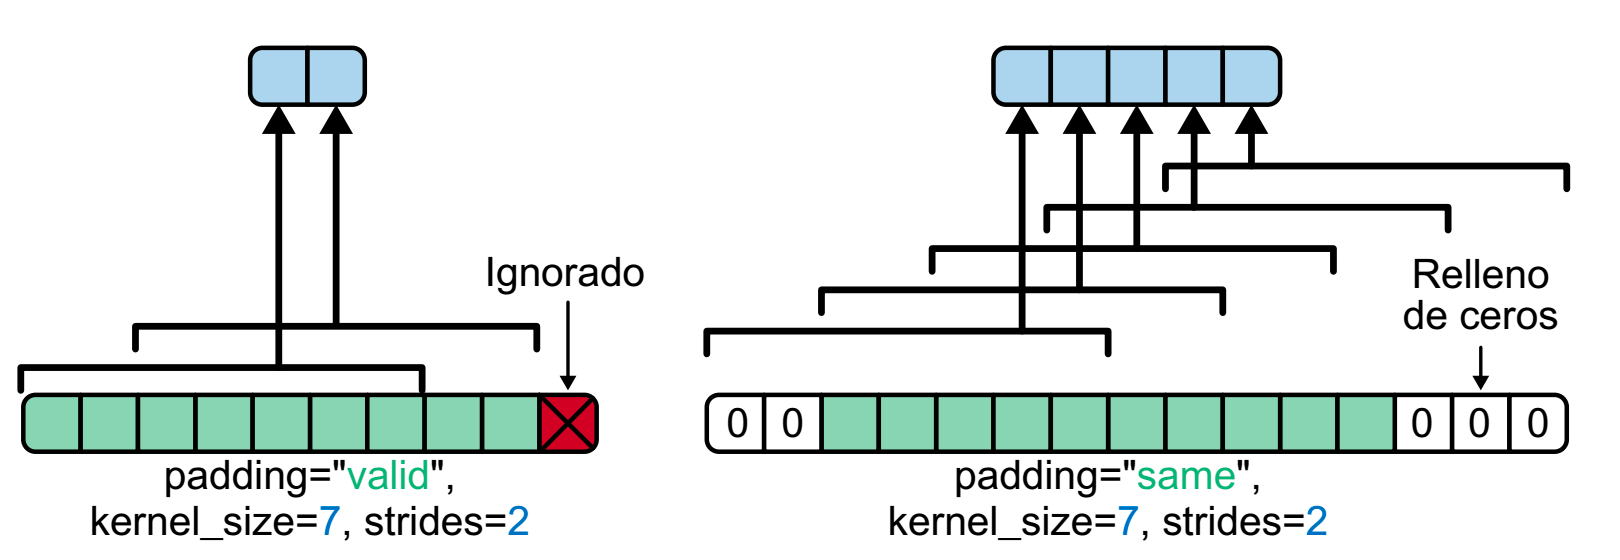 Ignorado
padding="valid",
kernel_size=7, strides=2
Relleno
de ceros
0 0 0 0 0
padding="same",
kernel_size=7, strides=2